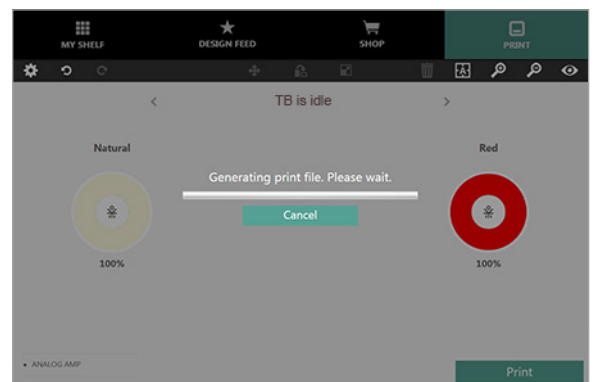 MY SHELF
DESIGN FEED
SHOP
PRINT
TB is idle
Natural
Red
Generating print file. Please wait.
Cancel
100%
100%
• ANALOG AMP
Print